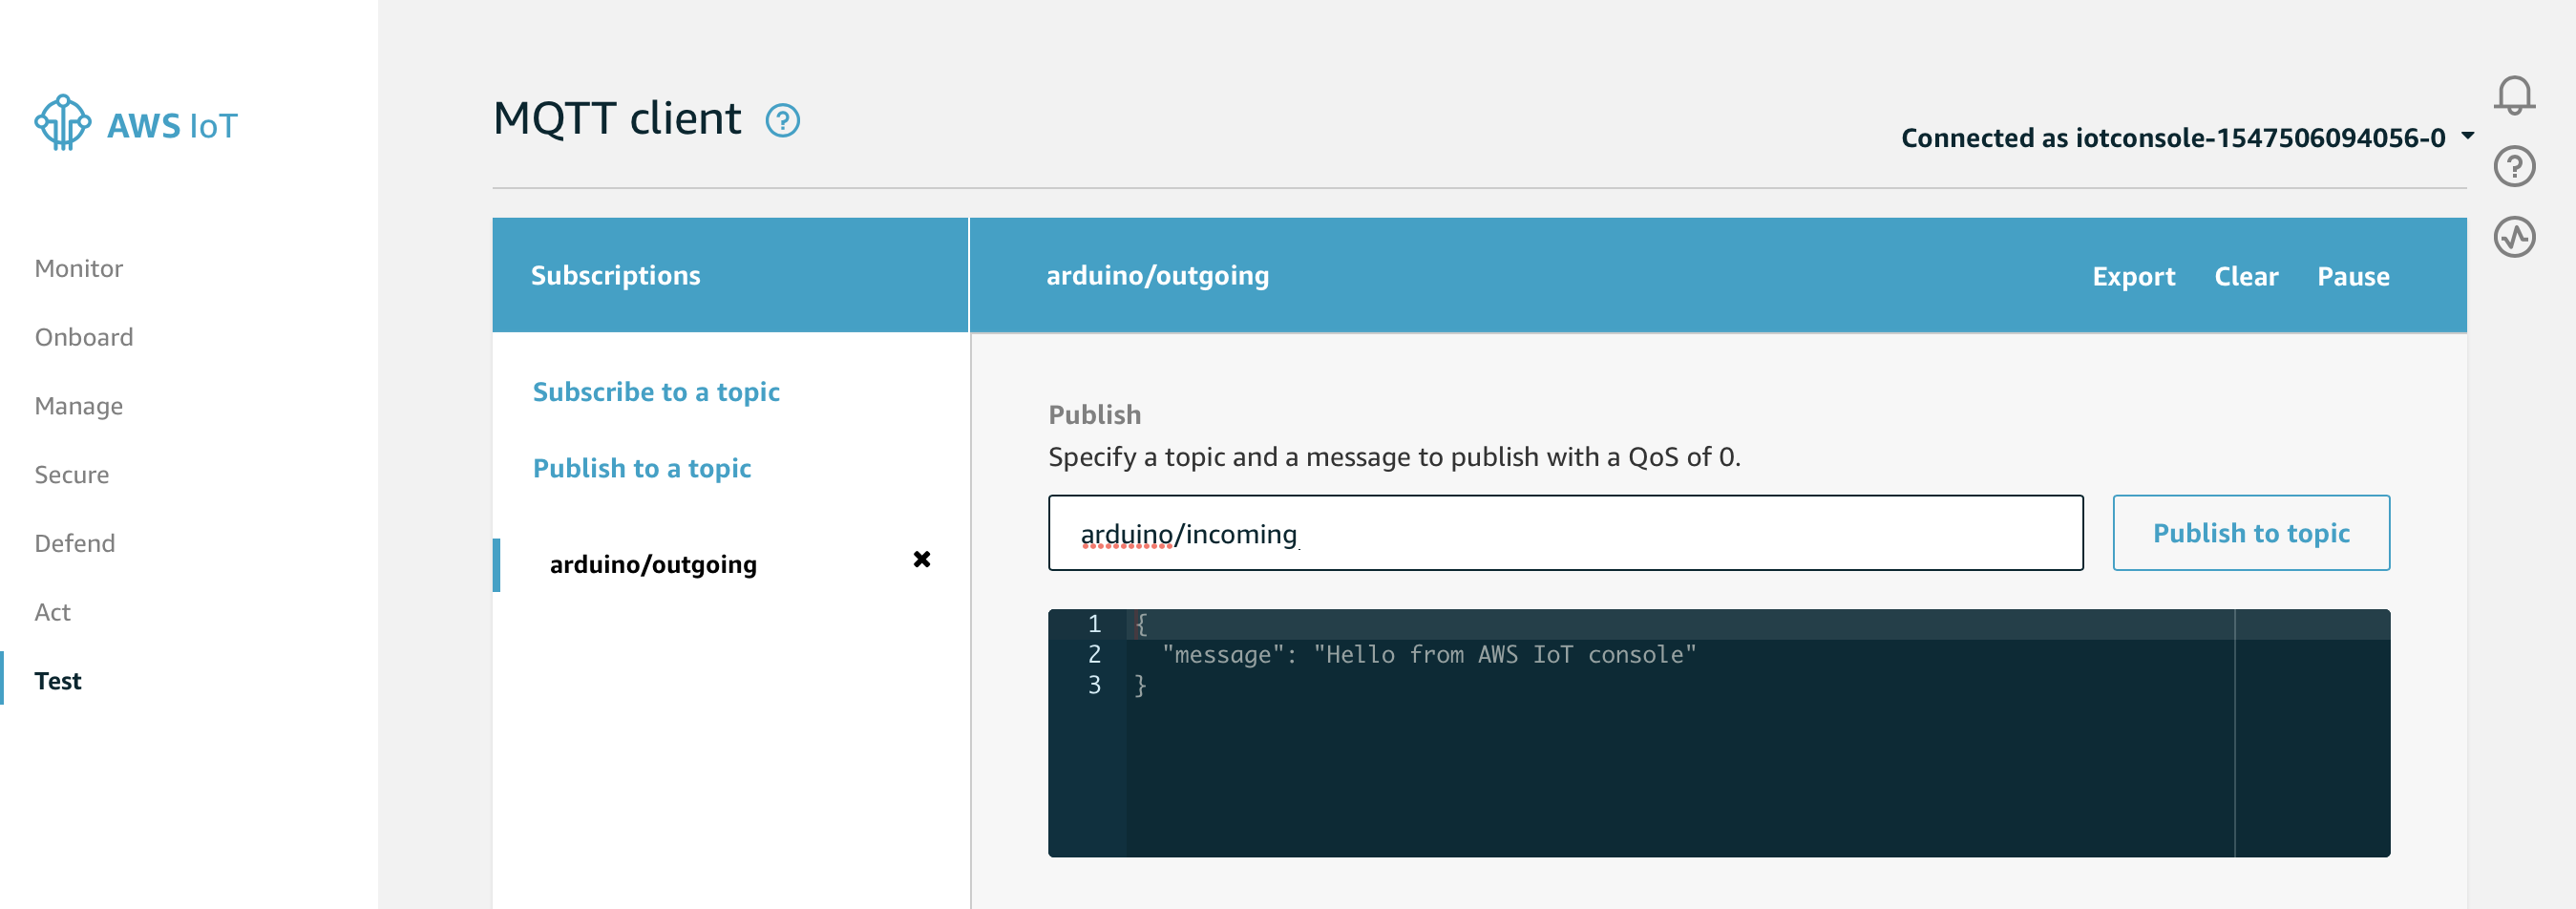 AWS IoT
Monitor
Onboard
Manage
Secure
Defend
Act
Test
MQTT client ?
Connected as iotconsole-1547506094056-0
?
Subscriptions
Subscribe to a topic
Publish to a topic
arduino/outgoing
arduino/outgoing
Export Clear Pause
Publish
Specify a topic and a message to publish with a QoS of 0.
arduino/incoming
Publish to topic
1 {
2 "message": "Hello from AWS IoT console"
3 }